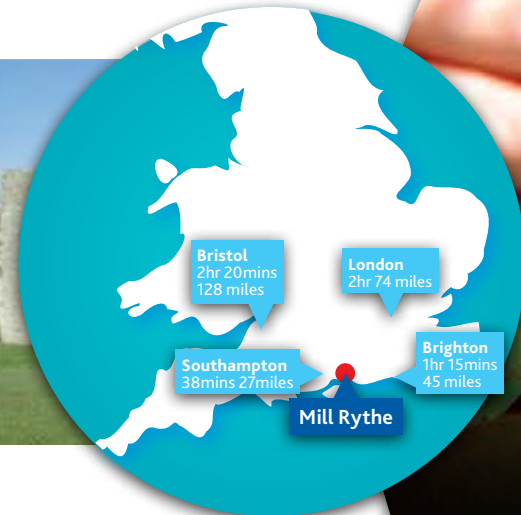 Bristol
2hr 20mins
128 miles
London
2hr 74 miles
Southampton
38mins 27miles
Brighton
1hr 15mins
45 miles
Mill Rythe